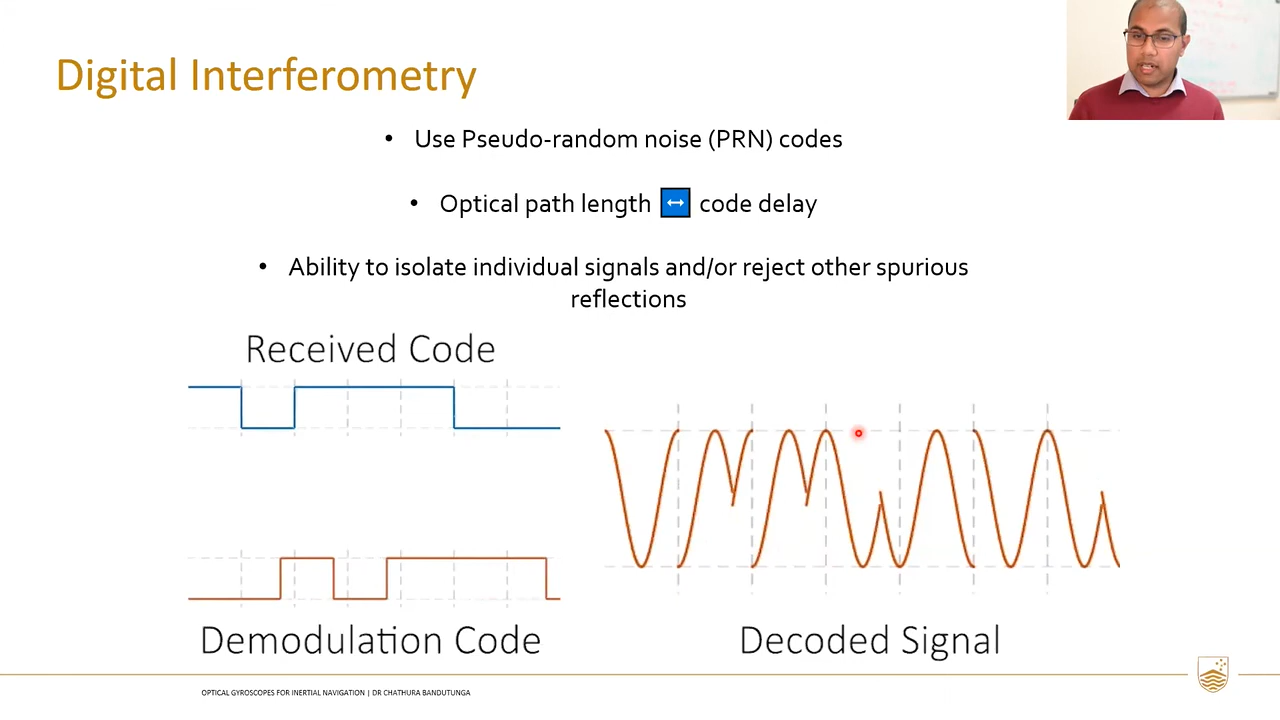 Digital Interferometry
• Use Pseudo-random noise (PRN) codes
• Optical path length ↔ code delay
• Ability to isolate individual signals and/or reject other spurious
reflections
Received Code
Demodulation Code
Decoded Signal
OPTICAL GYROSCOPES FOR INERTIAL NAVIGATION | DR CHATHURA BANDUTUNGA